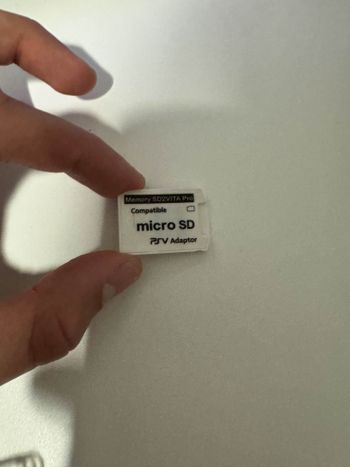 Memory SD2VITA Pro
Compatible
micro SD
PSV Adaptor